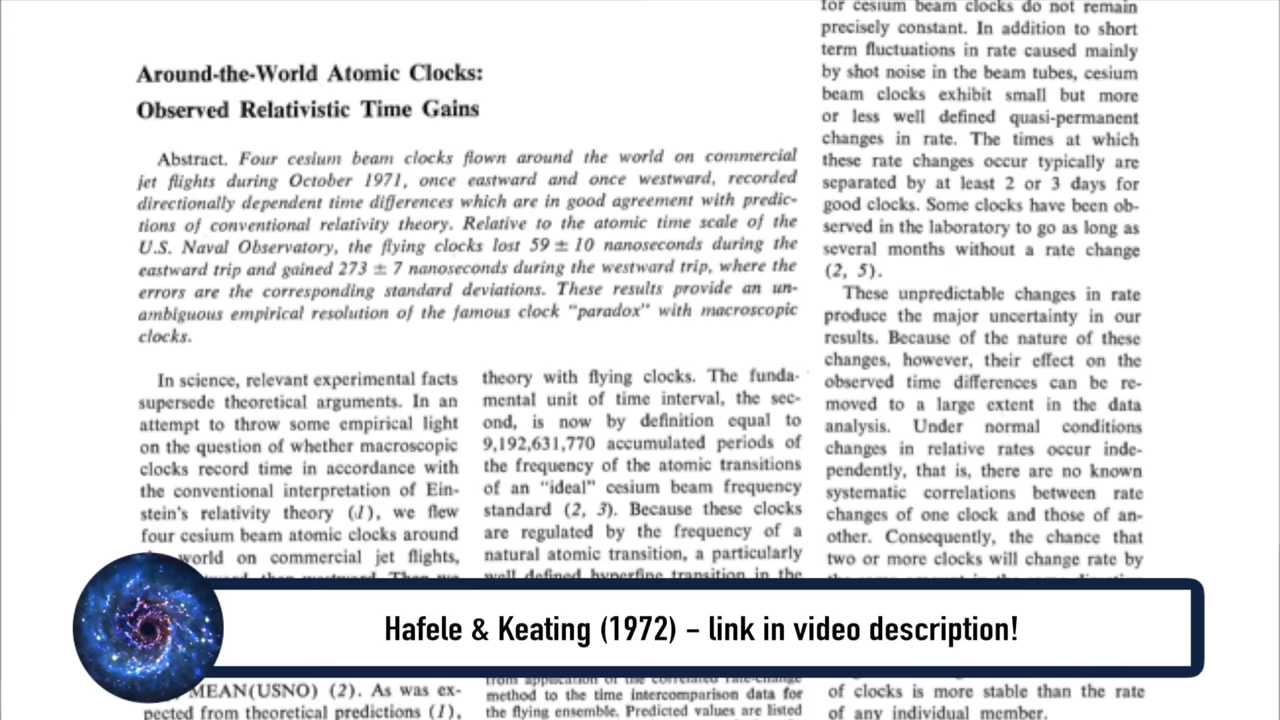 Around-the-World Atomic Clocks:
Observed Relativistic Time Gains
Abstract. Four cesium beam clocks flown around the world on commercial
jet flights during October 1971, once eastward and once westward, recorded
directionally dependent time differences which are in good agreement with predic-
tions of conventional relativity theory. Relative to the atomic time scale of the
U.S. Naval Observatory, the flying clocks lost 59 ± 10 nanoseconds during the
eastward trip and gained 273 ± 7 nanoseconds during the westward trip, where the
errors are the corresponding standard deviations. These results provide an un-
ambiguous empirical resolution of the famous clock "paradox" with macroscopic
clocks.
In science, relevant experimental facts
supersede theoretical arguments. In an
attempt to throw some empirical light
on the question of whether macroscopic
clocks record time in accordance with
the conventional interpretation of Ein-
stein's relativity theory (1), we flew
four cesium beam atomic clocks around
world on commercial jet flights,
MEAN(USNO) (2). As was ex-
pected from theoretical predictions (1),
theory with flying clocks. The funda-
mental unit of time interval, the sec-
ond, is now by definition equal to
9,192,631,770 accumulated periods of
the frequency of the atomic transitions
of an "ideal" cesium beam frequency
standard (2, 3). Because these clocks
are regulated by the frequency of a
natural atomic transition, a particularly
well defined hyperfine transition in the
method to the time intercomparison data for
the flying ensemble. Predicted values are listed
for cesium beam clocks do not remain
precisely constant. In addition to short
term fluctuations in rate caused mainly
by shot noise in the beam tubes, cesium
beam clocks exhibit small but more
or less well defined quasi-permanent
changes in rate. The times at which
these rate changes occur typically are
separated by at least 2 or 3 days for
good clocks. Some clocks have been ob-
served in the laboratory to go as long as
several months without a rate change
(2, 5).
These unpredictable changes in rate
produce the major uncertainty in our
results. Because of the nature of these
changes, however, their effect on the
observed time differences can be re-
moved to a large extent in the data
analysis. Under normal conditions
changes in relative rates occur inde-
pendently, that is, there are no known
systematic correlations between rate
changes of one clock and those of an-
other. Consequently, the chance that
two or more clocks will change rate by
of clocks is more stable than the rate
of any individual member.
Hafele & Keating (1972) – link in video description!